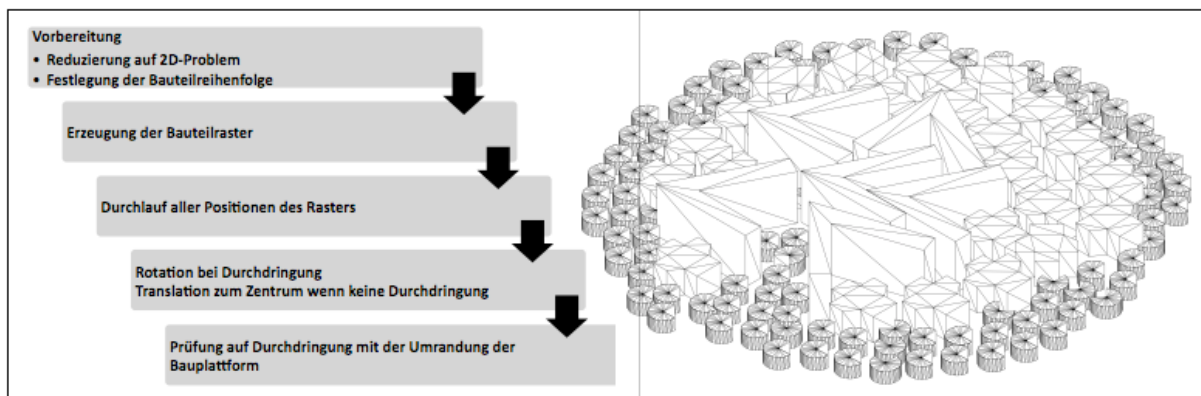 Vorbereitung
• Reduzierung auf 2D-Problem
• Festlegung der Bauteilreihenfolge
Erzeugung der Bauteilraster
Durchlauf aller Positionen des Rasters
Rotation bei Durchdringung
Translation zum Zentrum wenn keine Durchdringung
Prüfung auf Durchdringung mit der Umrandung der
Bauplattform